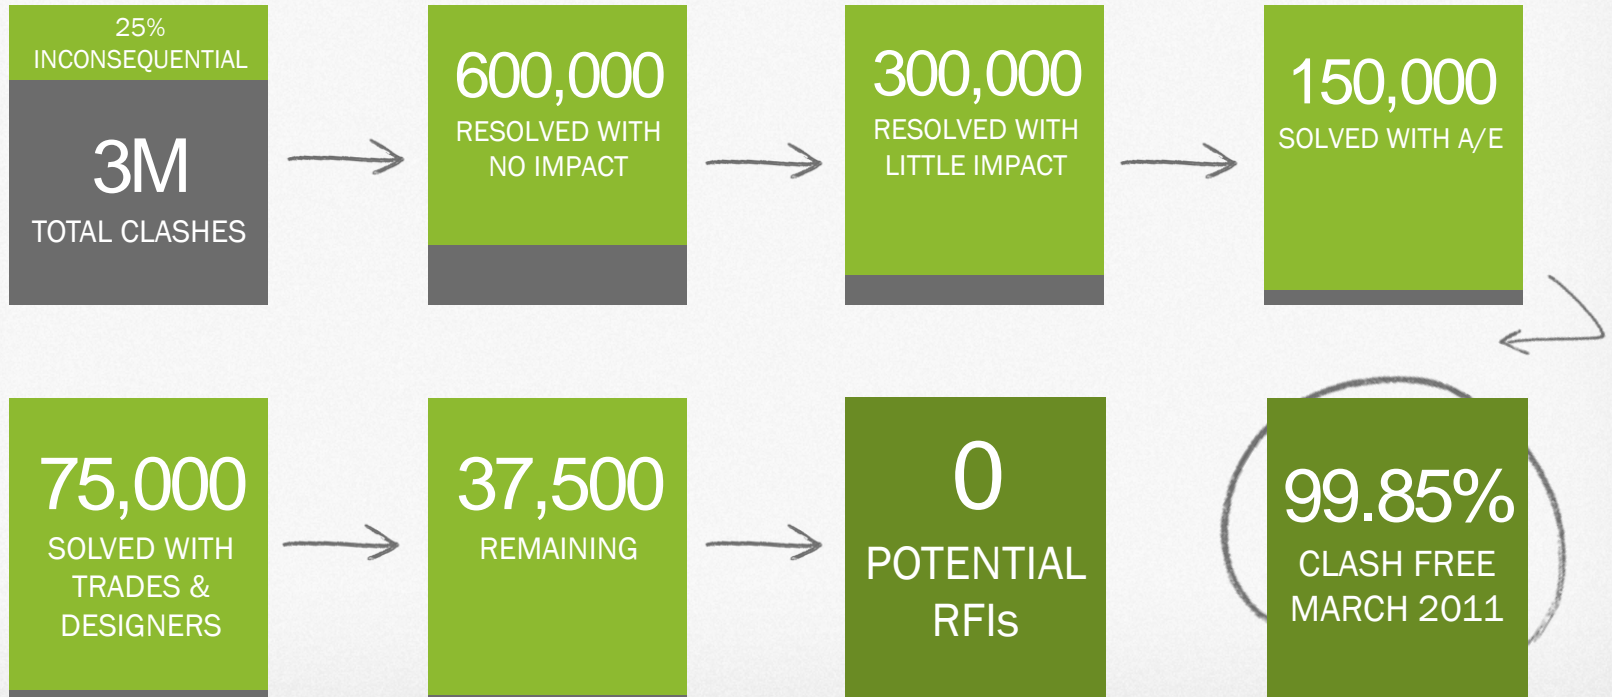 25%
INCONSEQUENTIAL
3M
TOTAL CLASHES
600,000
RESOLVED WITH
NO IMPACT
300,000
RESOLVED WITH
LITTLE IMPACT
150,000
SOLVED WITH A/E
75,000
SOLVED WITH
TRADES &
DESIGNERS
37,500
REMAINING
0
POTENTIAL
RFIs
99.85%
CLASH FREE
MARCH 2011